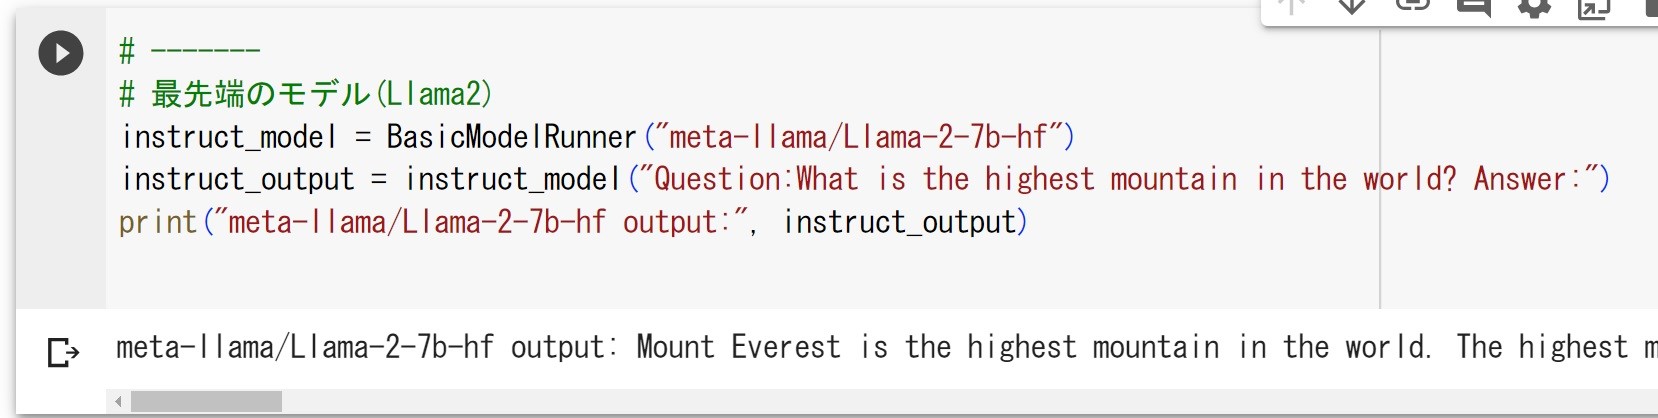 # -------
# 最先端のモデル(Llama2)
instruct_model = BasicModelRunner("meta-llama/Llama-2-7b-hf")
instruct_output = instruct_model("Question:What is the highest mountain in the world? Answer:")
print("meta-llama/Llama-2-7b-hf output:", instruct_output)
meta-llama/Llama-2-7b-hf output: Mount Everest is the highest mountain in the world. The highest